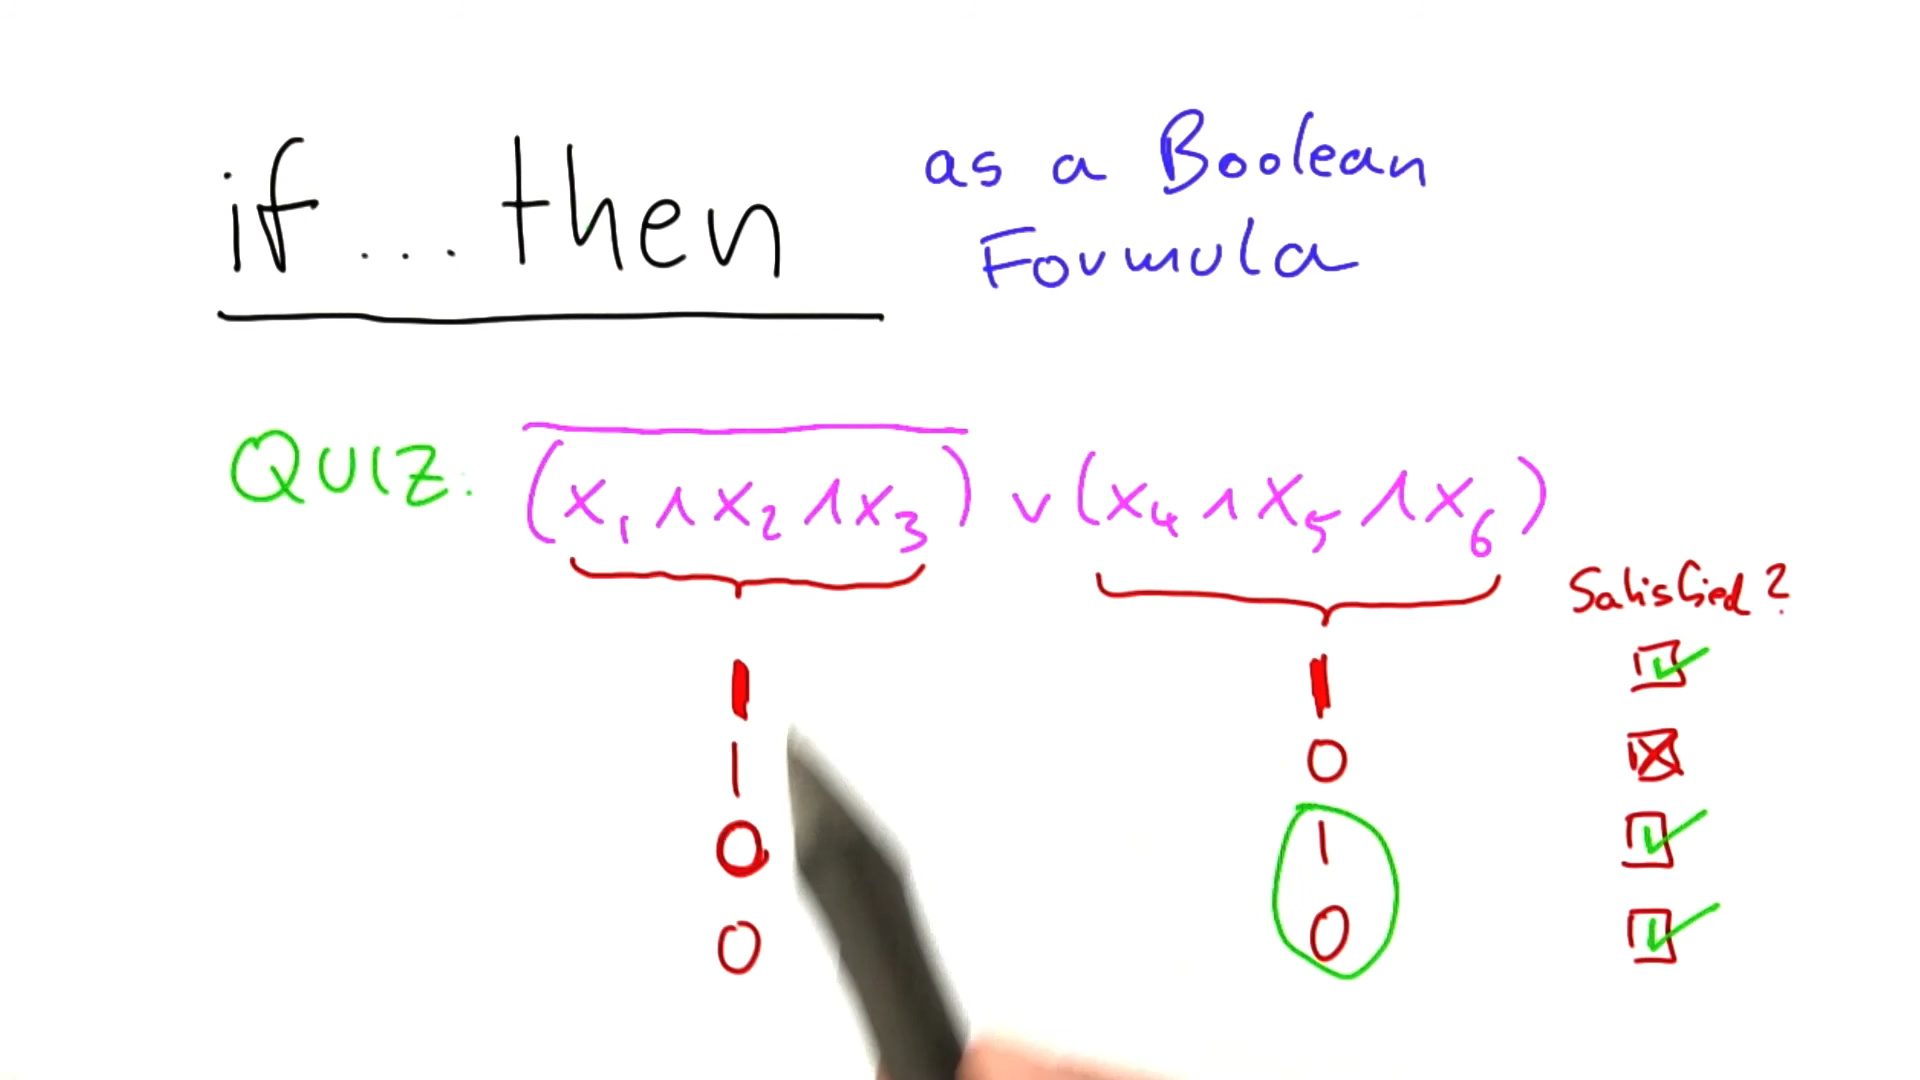 if...then
as a Boolean
Formula
QUIZ: (x₁∧x₂∧x₃) ∨ (x₄∧x₅∧x₆)
Satisfied?
1 1 ✓
1 0 ☒
0 1 ✓
0 0 ✓